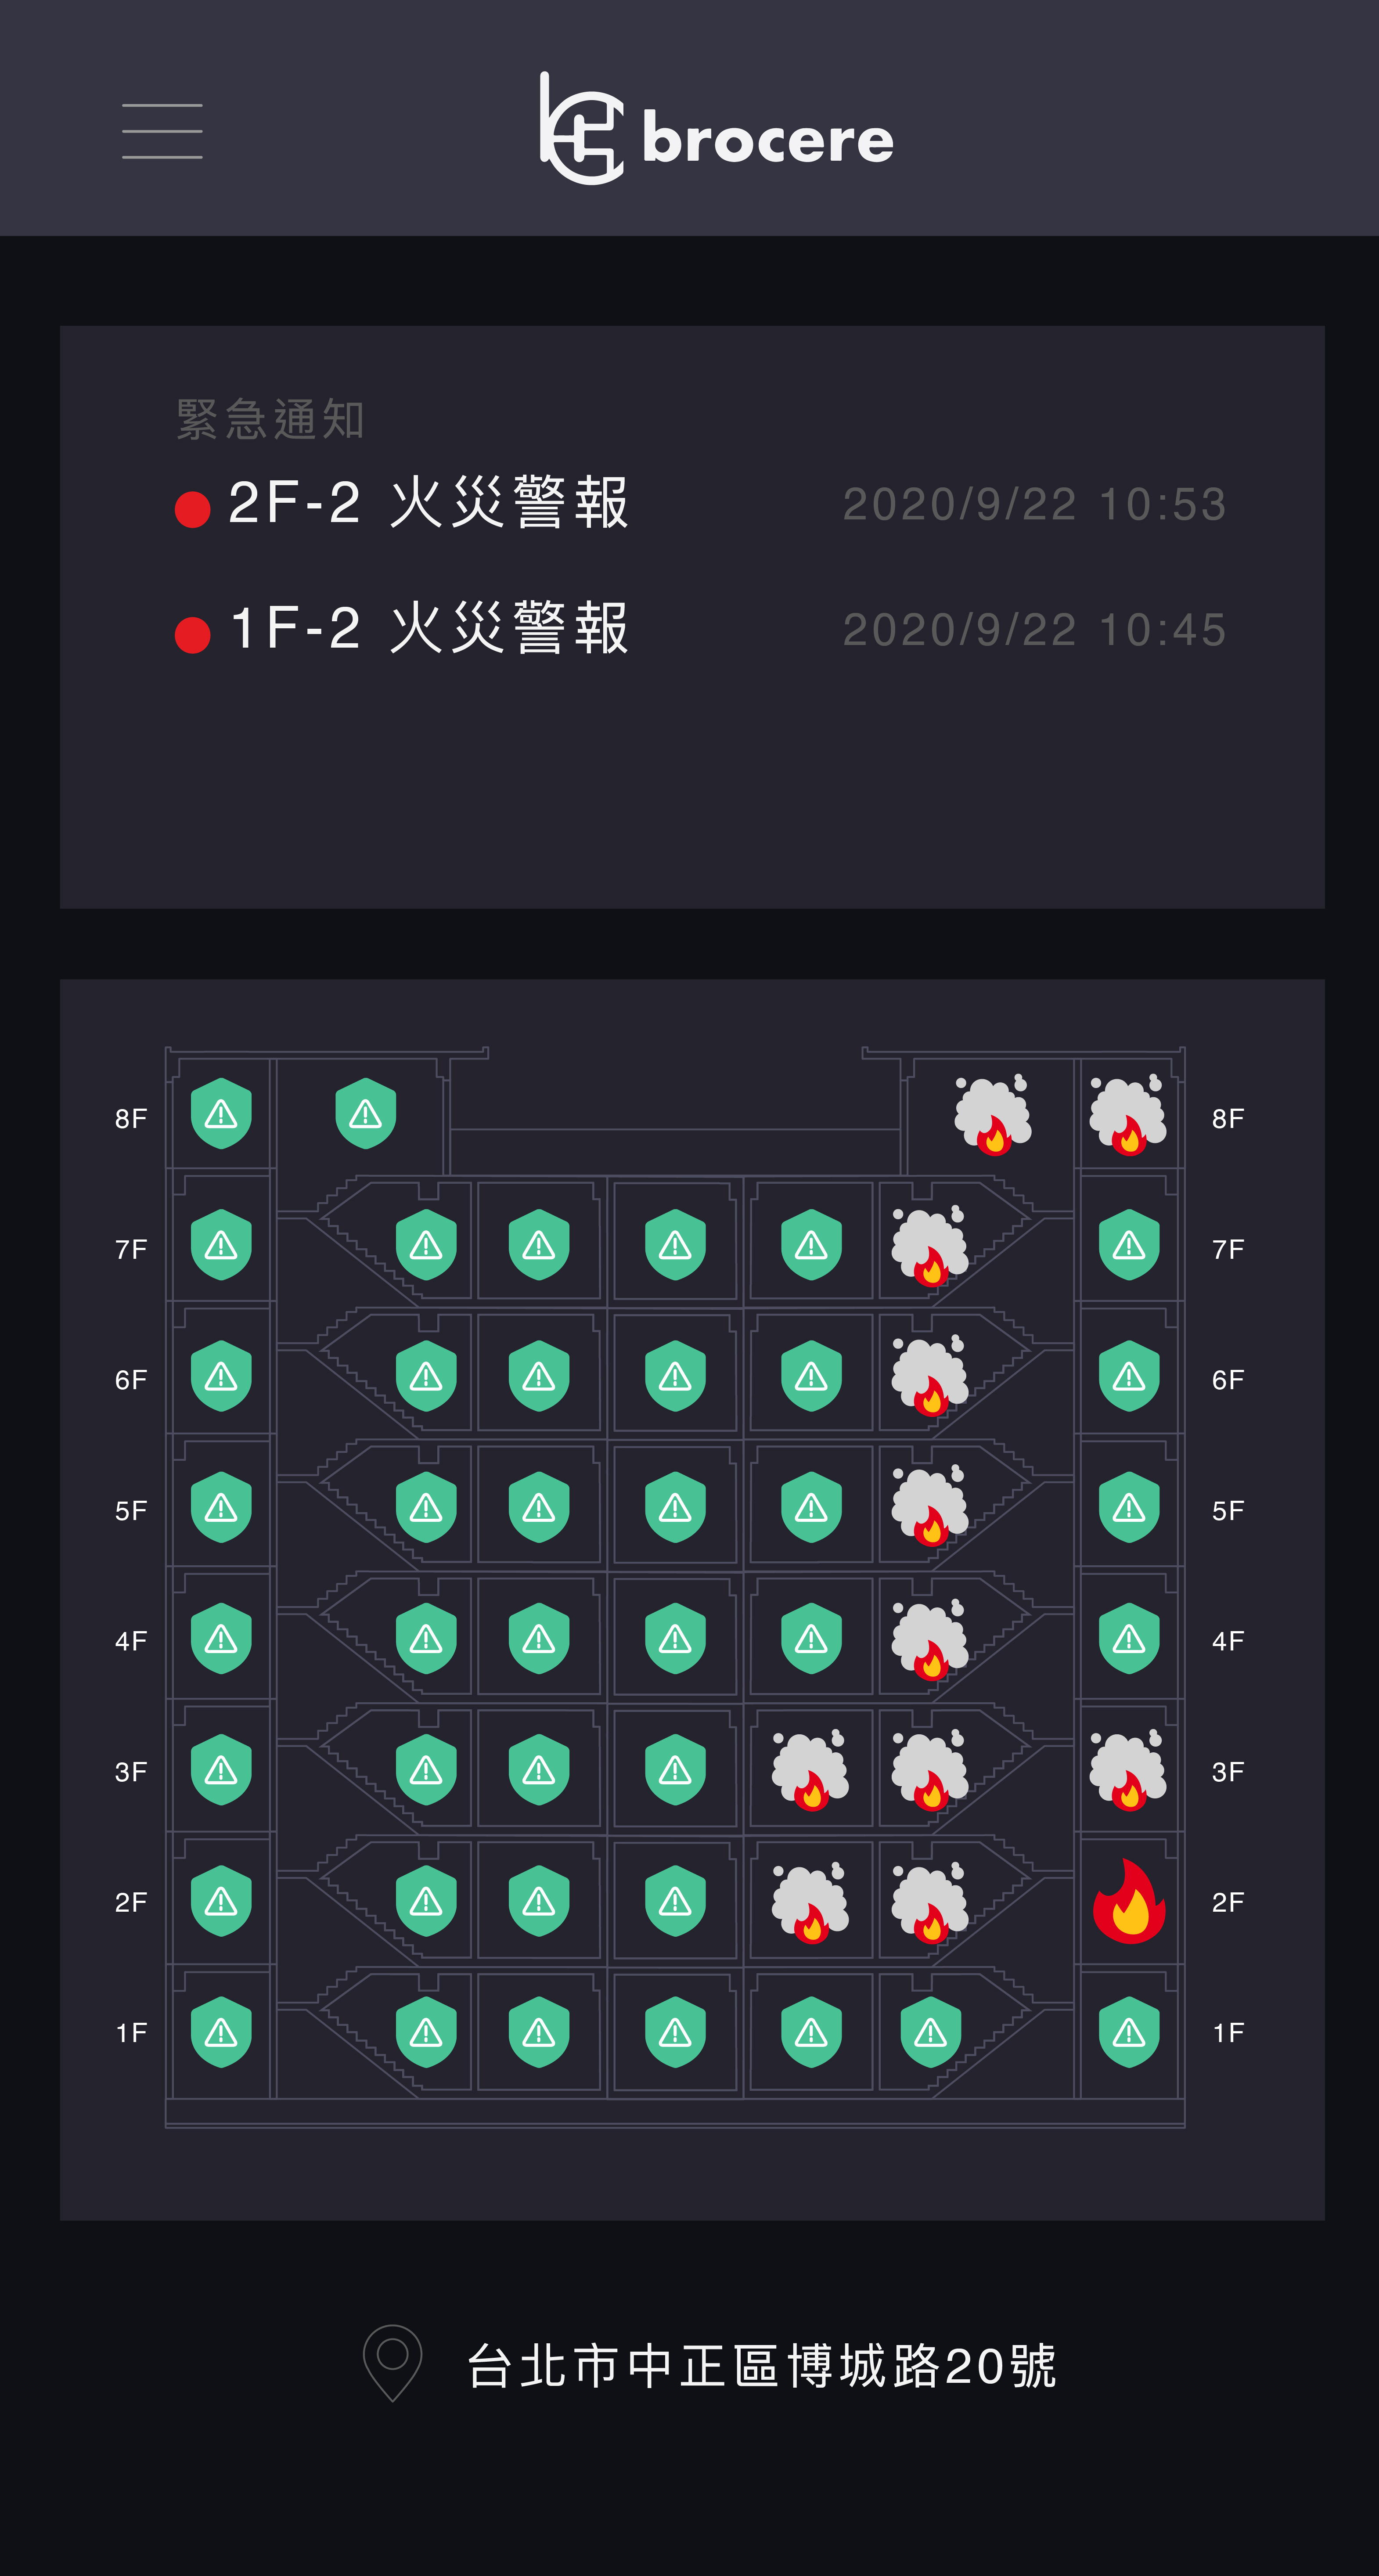 brocere
緊急通知
2F-2 火災警報 2020/9/22 10:53
1F-2 火災警報 2020/9/22 10:45
8F 8F
7F 7F
6F 6F
5F 5F
4F 4F
3F 3F
2F 2F
1F 1F
台北市中正區博城路20號